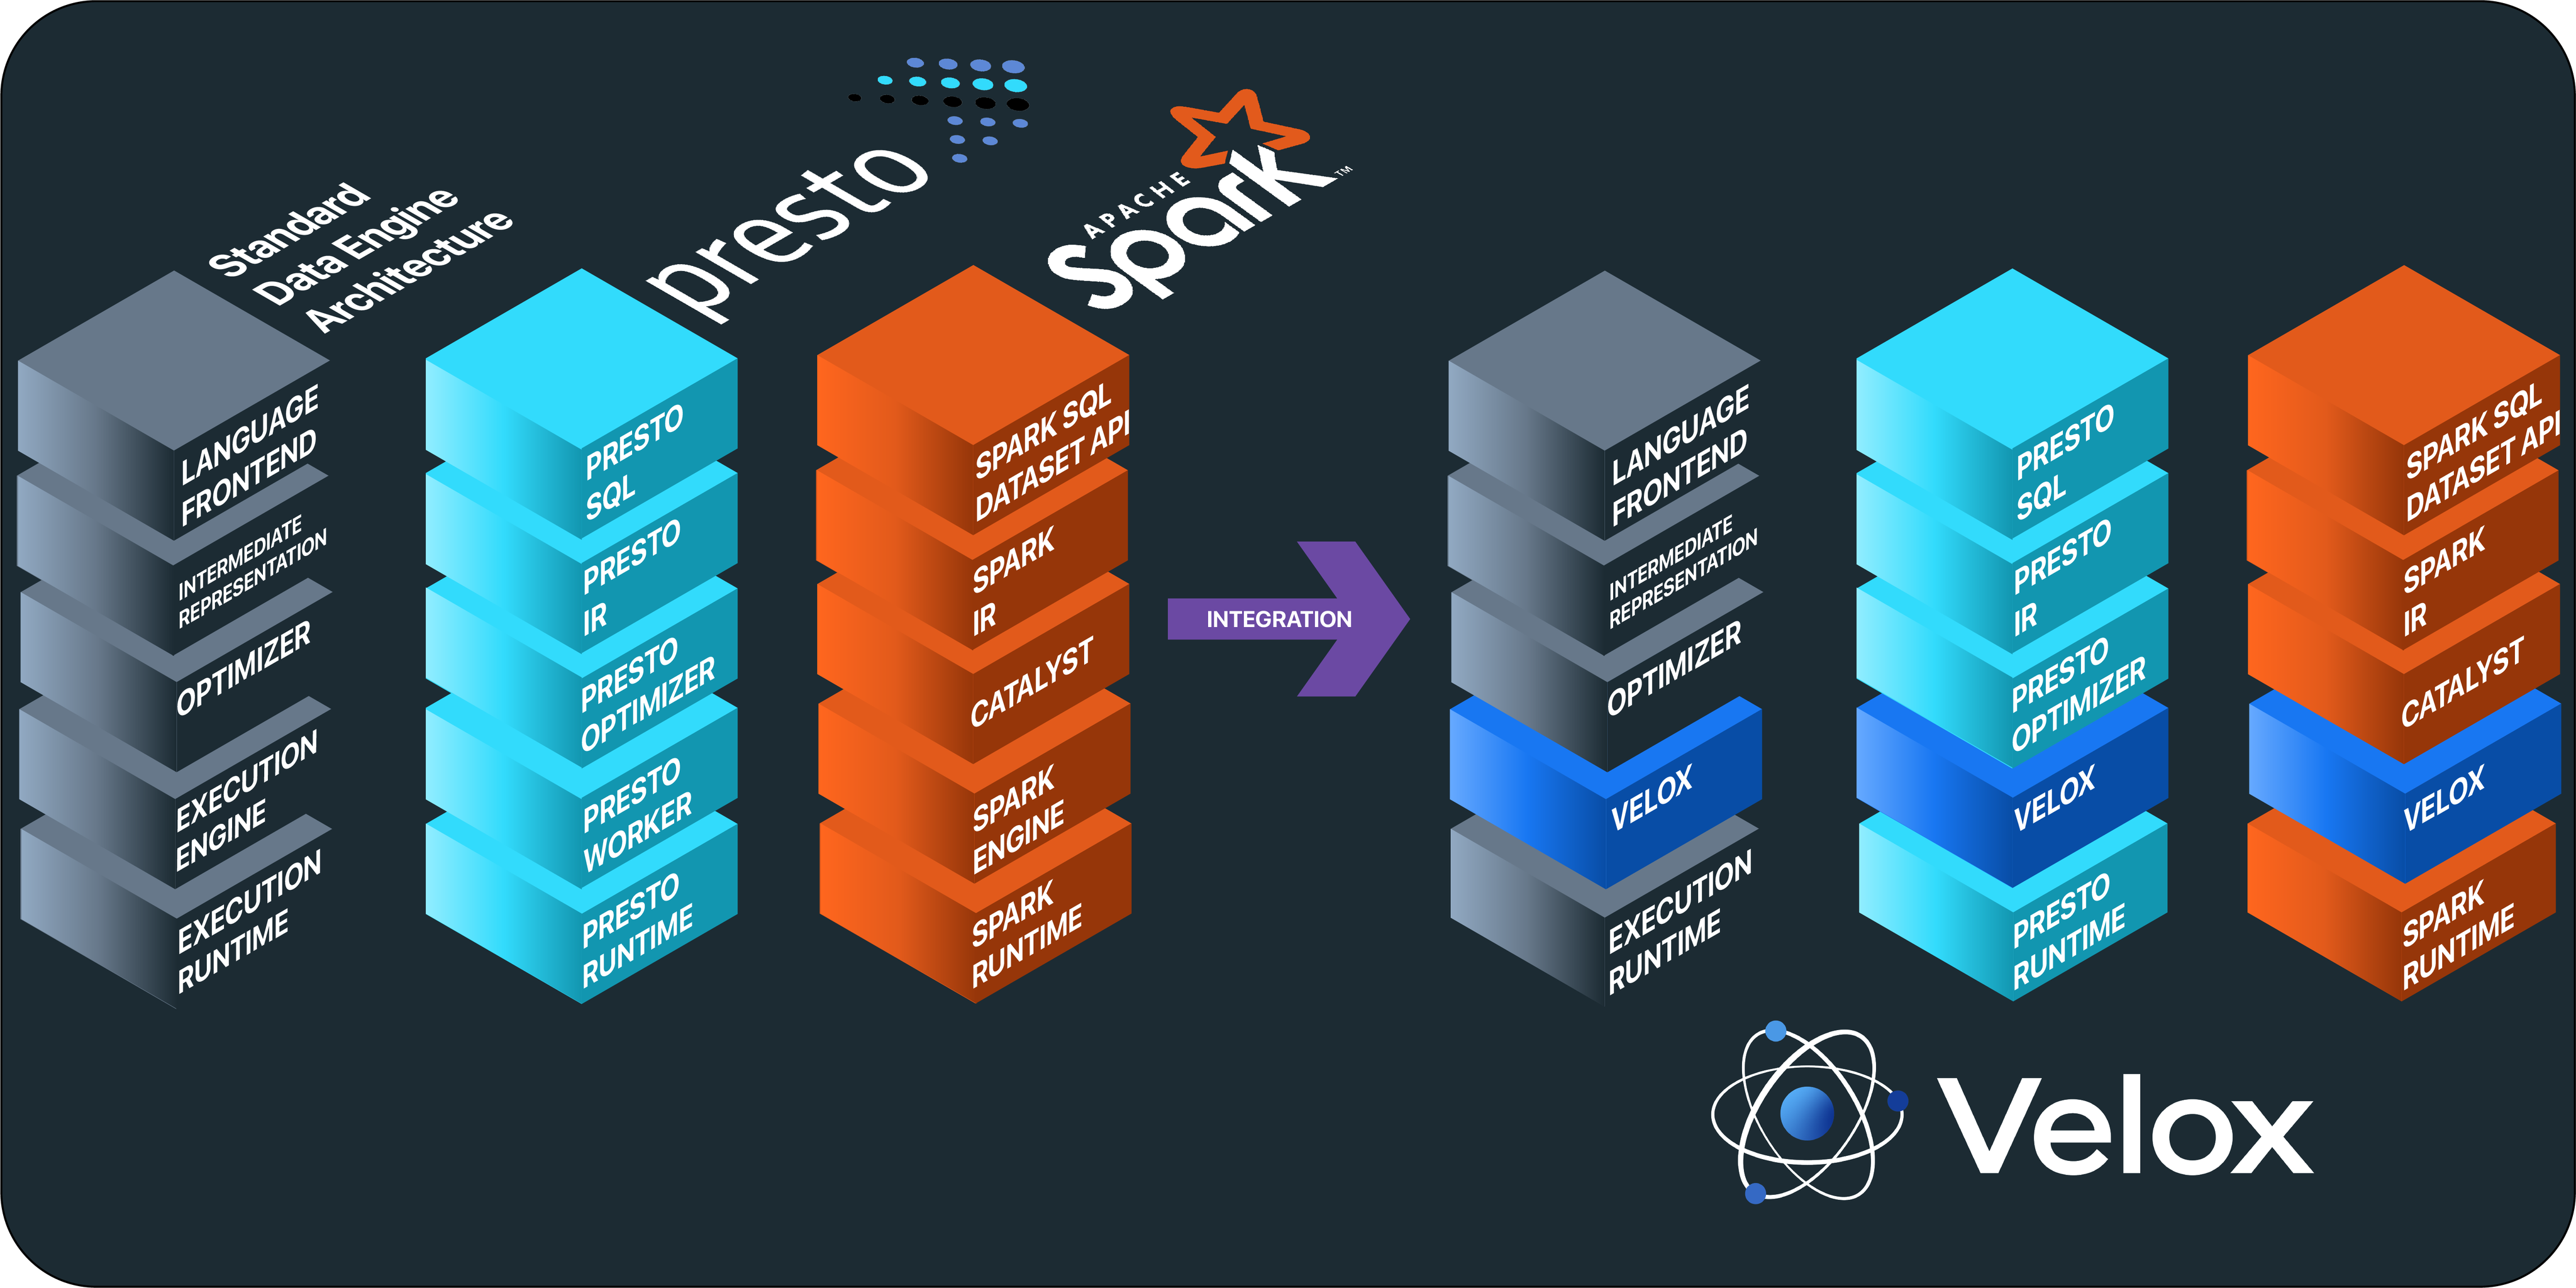 Standard
Data Engine
Architecture
presto
APACHE
Spark™
LANGUAGE
FRONTEND
INTERMEDIATE
REPRESENTATION
OPTIMIZER
EXECUTION
ENGINE
EXECUTION
RUNTIME
PRESTO
SQL
PRESTO
IR
PRESTO
OPTIMIZER
PRESTO
WORKER
PRESTO
RUNTIME
SPARK SQL
DATASET API
SPARK
IR
CATALYST
SPARK
ENGINE
SPARK
RUNTIME
INTEGRATION
LANGUAGE
FRONTEND
INTERMEDIATE
REPRESENTATION
OPTIMIZER
VELOX
EXECUTION
RUNTIME
PRESTO
SQL
PRESTO
IR
PRESTO
OPTIMIZER
VELOX
PRESTO
RUNTIME
SPARK SQL
DATASET API
SPARK
IR
CATALYST
VELOX
SPARK
RUNTIME
Velox